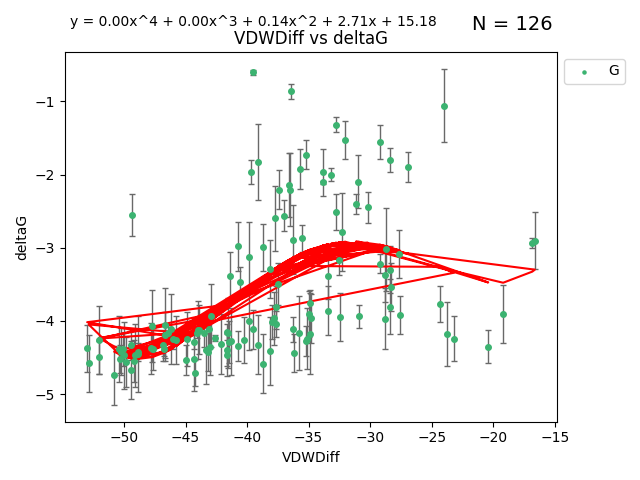 y = 0.00x^4 + 0.00x^3 + 0.14x^2 + 2.71x + 15.18
N = 126
VDWDiff vs deltaG
G
−1
−2
−3
−4
−5
deltaG
−50 −45 −40 −35 −30 −25 −20 −15
VDWDiff